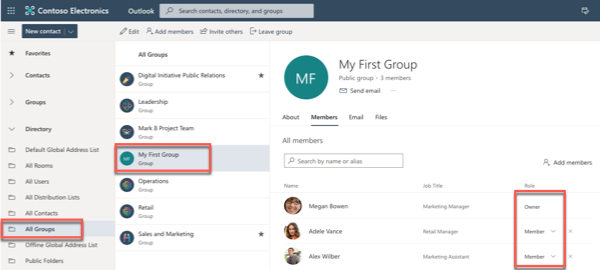 Contoso Electronics
Outlook
Search contacts, directory, and groups
New contact
Edit
Add members
Invite others
Leave group
Favorites
Contacts
Groups
Directory
Default Global Address List
All Rooms
All Users
All Distribution Lists
All Contacts
All Groups
Offline Global Address List
Public Folders
All Groups
Digital Initiative Public Relations
Group
Leadership
Group
Mark 8 Project Team
Group
MF
My First Group
Group
Operations
Group
Retail
Group
Sales and Marketing
Group
MF
My First Group
Public group · 3 members
Send email
...
About
Members
Email
Files
All members
Search by name or alias
Add members
Name
Job Title
Role
Megan Bowen
Marketing Manager
Owner
Adele Vance
Retail Manager
Member
Alex Wilber
Marketing Assistant
Member